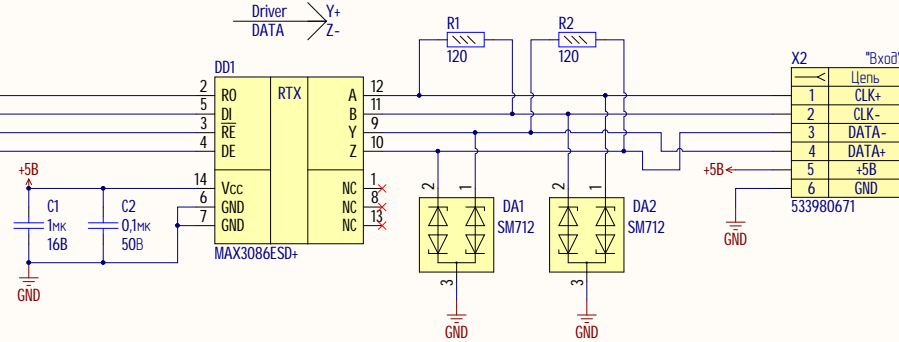 Driver Y+
DATA Z-
R1
120
R2
120
X2 "Вход"
Цепь
1 CLK+
2 CLK-
3 DATA-
4 DATA+
5 +5В
6 GND
533980671
+5В
GND
DD1
RTX
2 RO
5 DI
3 RE
4 DE
14 Vcc
6 GND
7 GND
A 12
B 11
Y 9
Z 10
NC 1
NC 8
NC 13
MAX3086ESD+
+5В
C1
1мк
16В
C2
0,1мк
50В
GND
2 1
DA1
SM712
3
GND
2 1
DA2
SM712
3
GND